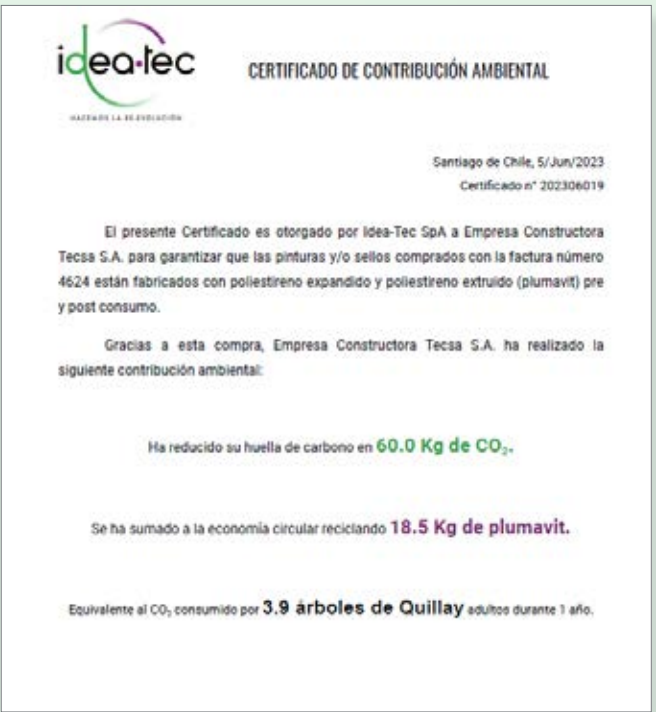 idea-tec
HACEMOS LA RE-EVOLUCIÓN
CERTIFICADO DE CONTRIBUCIÓN AMBIENTAL
Santiago de Chile, 5/Jun/2023
Certificado n° 202306019
El presente Certificado es otorgado por Idea-Tec SpA a Empresa Constructora
Tecsa S.A. para garantizar que las pinturas y/o sellos comprados con la factura número
4624 están fabricados con poliestireno expandido y poliestireno extruido (plumavit) pre
y post consumo.
Gracias a esta compra, Empresa Constructora Tecsa S.A. ha realizado la
siguiente contribución ambiental:
Ha reducido su huella de carbono en 60.0 Kg de CO₂.
Se ha sumado a la economía circular reciclando 18.5 Kg de plumavit.
Equivalente al CO₂ consumido por 3.9 árboles de Quillay adultos durante 1 año.